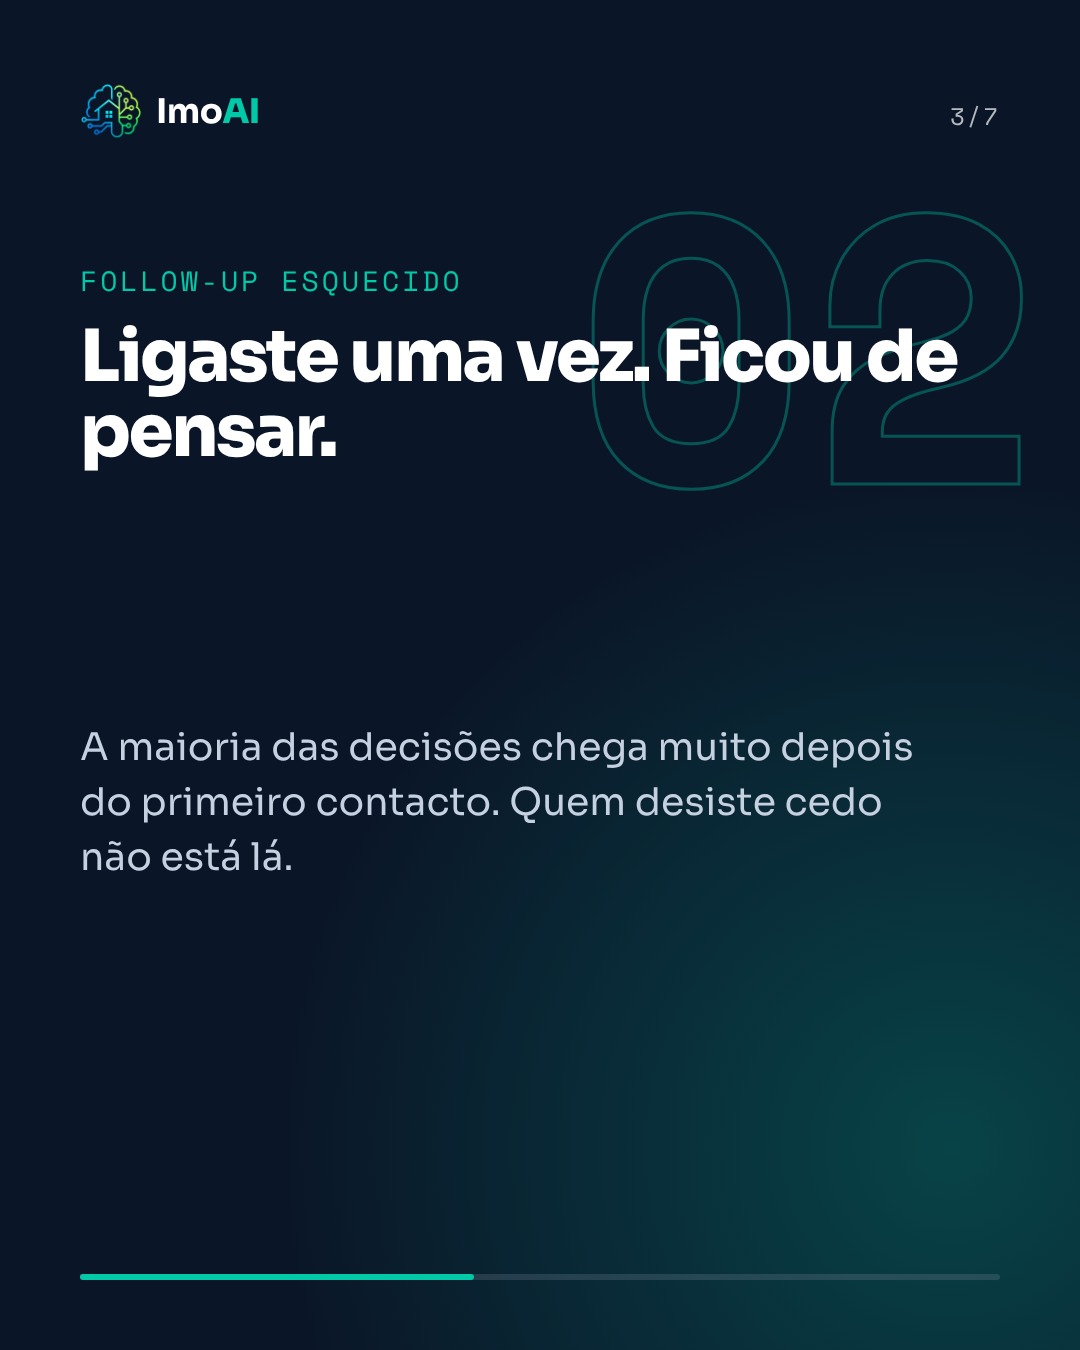 ImoAI
3/7
02
FOLLOW-UP ESQUECIDO
Ligaste uma vez. Ficou de
pensar.
A maioria das decisões chega muito depois
do primeiro contacto. Quem desiste cedo
não está lá.